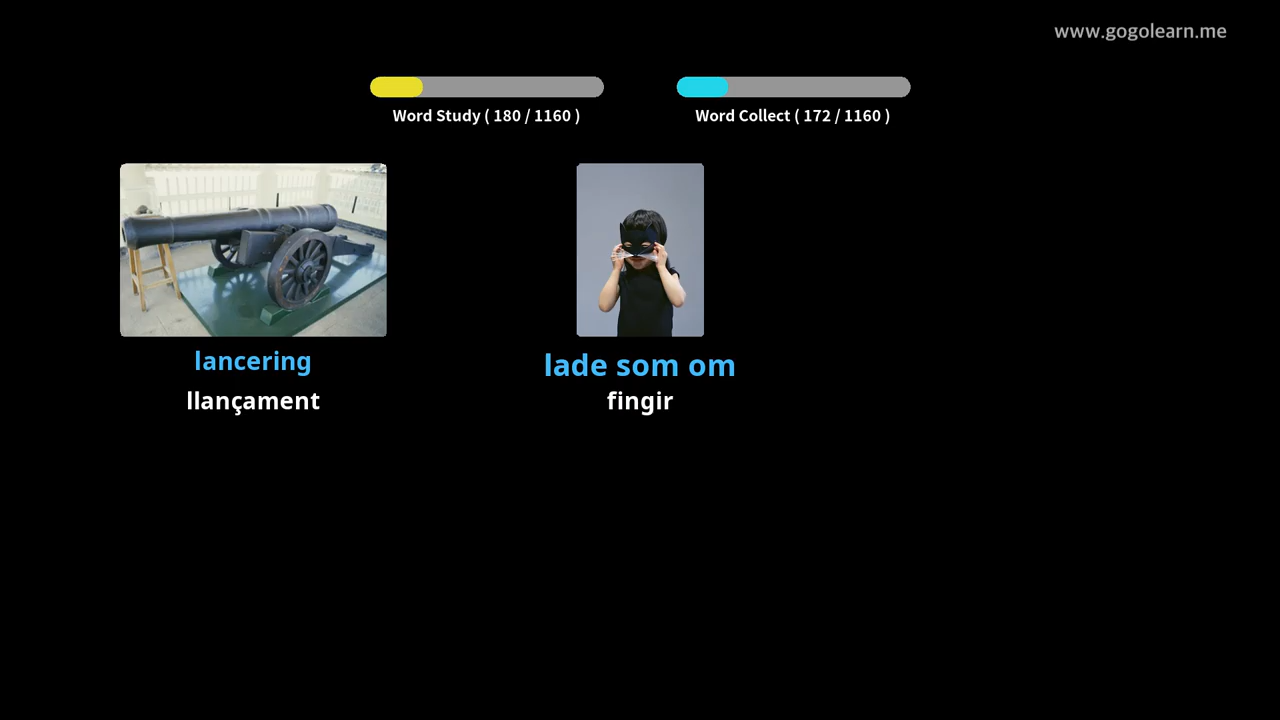 www.gogolearn.me
Word Study ( 180 / 1160 )
Word Collect ( 172 / 1160 )
lancering
llançament
lade som om
fingir